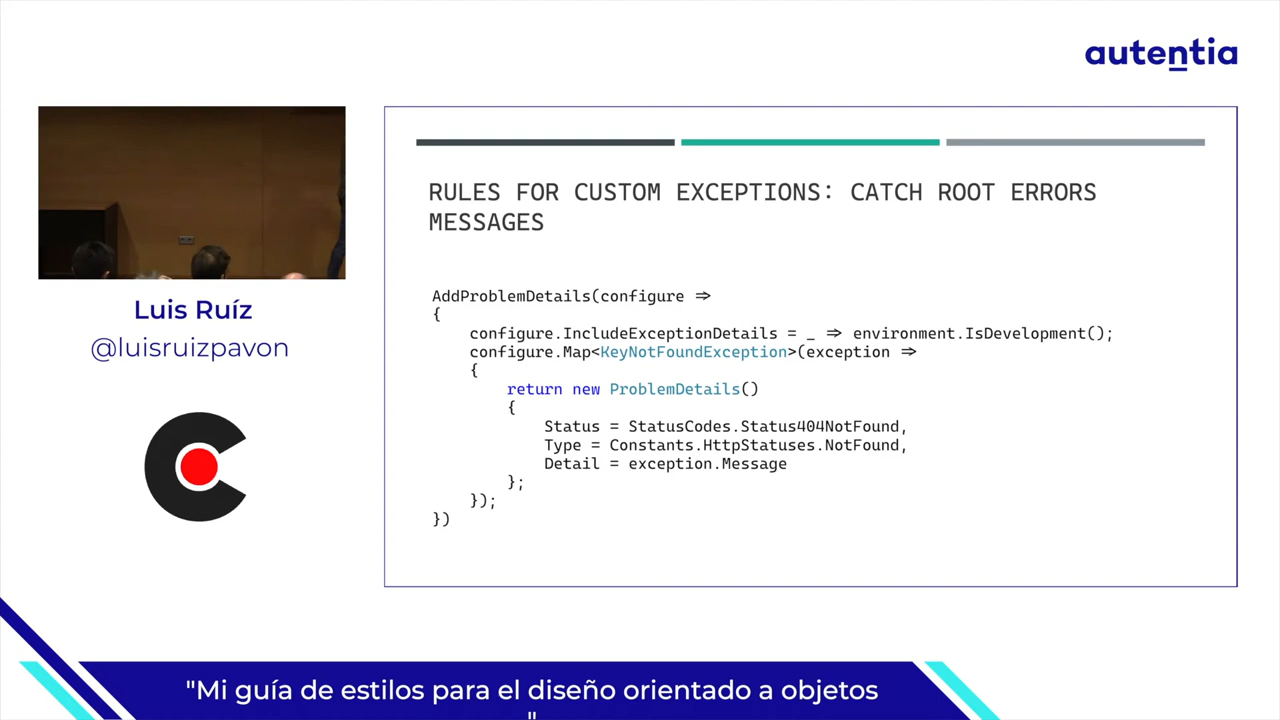 autentia
Luis Ruíz
@luisruizpavon
RULES FOR CUSTOM EXCEPTIONS: CATCH ROOT ERRORS
MESSAGES
AddProblemDetails(configure =>
{
    configure.IncludeExceptionDetails = _ => environment.IsDevelopment();
    configure.Map<KeyNotFoundException>(exception =>
    {
        return new ProblemDetails()
        {
            Status = StatusCodes.Status404NotFound,
            Type = Constants.HttpStatuses.NotFound,
            Detail = exception.Message
        };
    });
})
"Mi guía de estilos para el diseño orientado a objetos
"